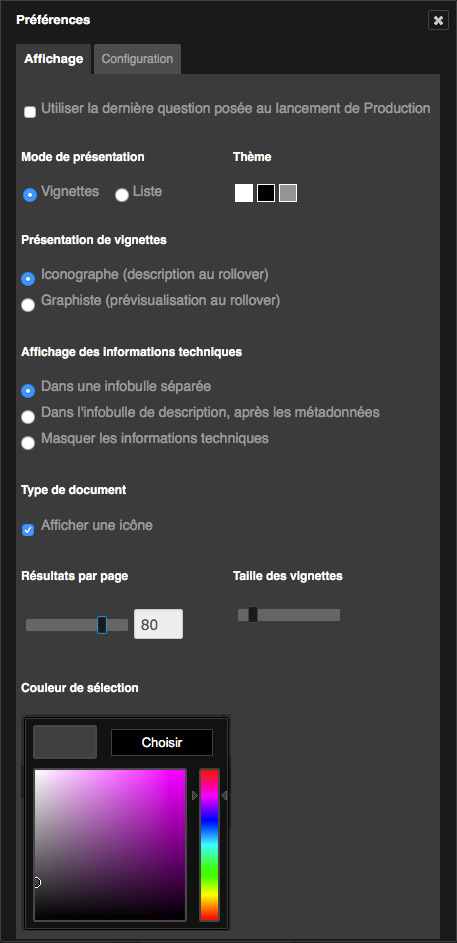 Préférences
Affichage Configuration
Utiliser la dernière question posée au lancement de Production
Mode de présentation Thème
Vignettes Liste
Présentation de vignettes
Iconographe (description au rollover)
Graphiste (prévisualisation au rollover)
Affichage des informations techniques
Dans une infobulle séparée
Dans l'infobulle de description, après les métadonnées
Masquer les informations techniques
Type de document
Afficher une icône
Résultats par page Taille des vignettes
80
Couleur de sélection
Choisir